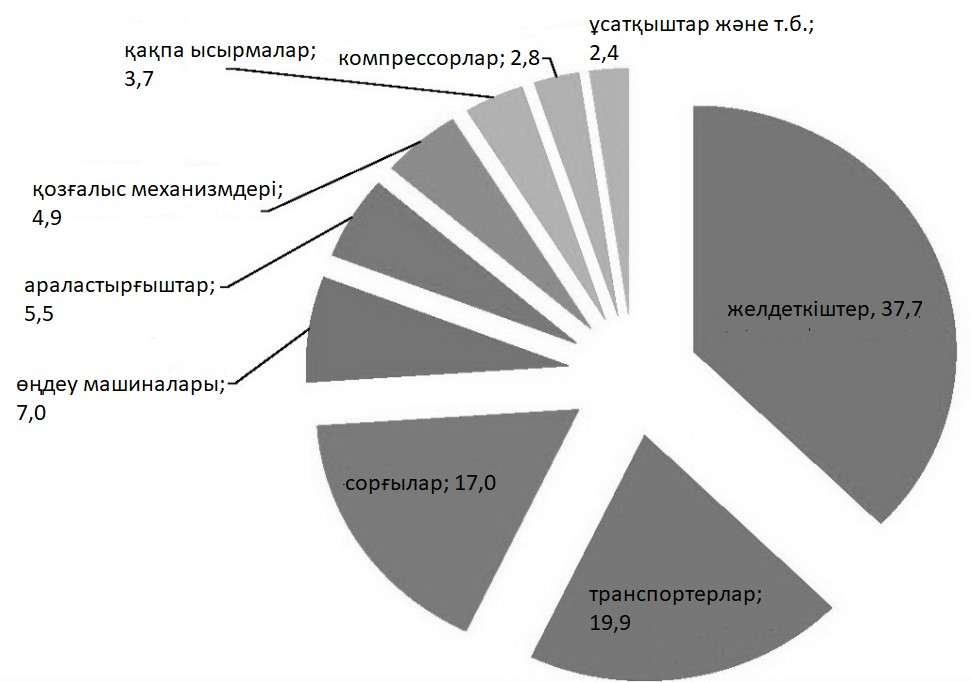 ұсатқыштар және т.б.;
2,4
қақпа ысырмалар;
3,7
компрессорлар; 2,8
қозғалыс механизмдері;
4,9
араластырғыштар;
5,5
желдеткіштер, 37,7
өңдеу машиналары;
7,0
сорғылар; 17,0
транспортерлар;
19,9